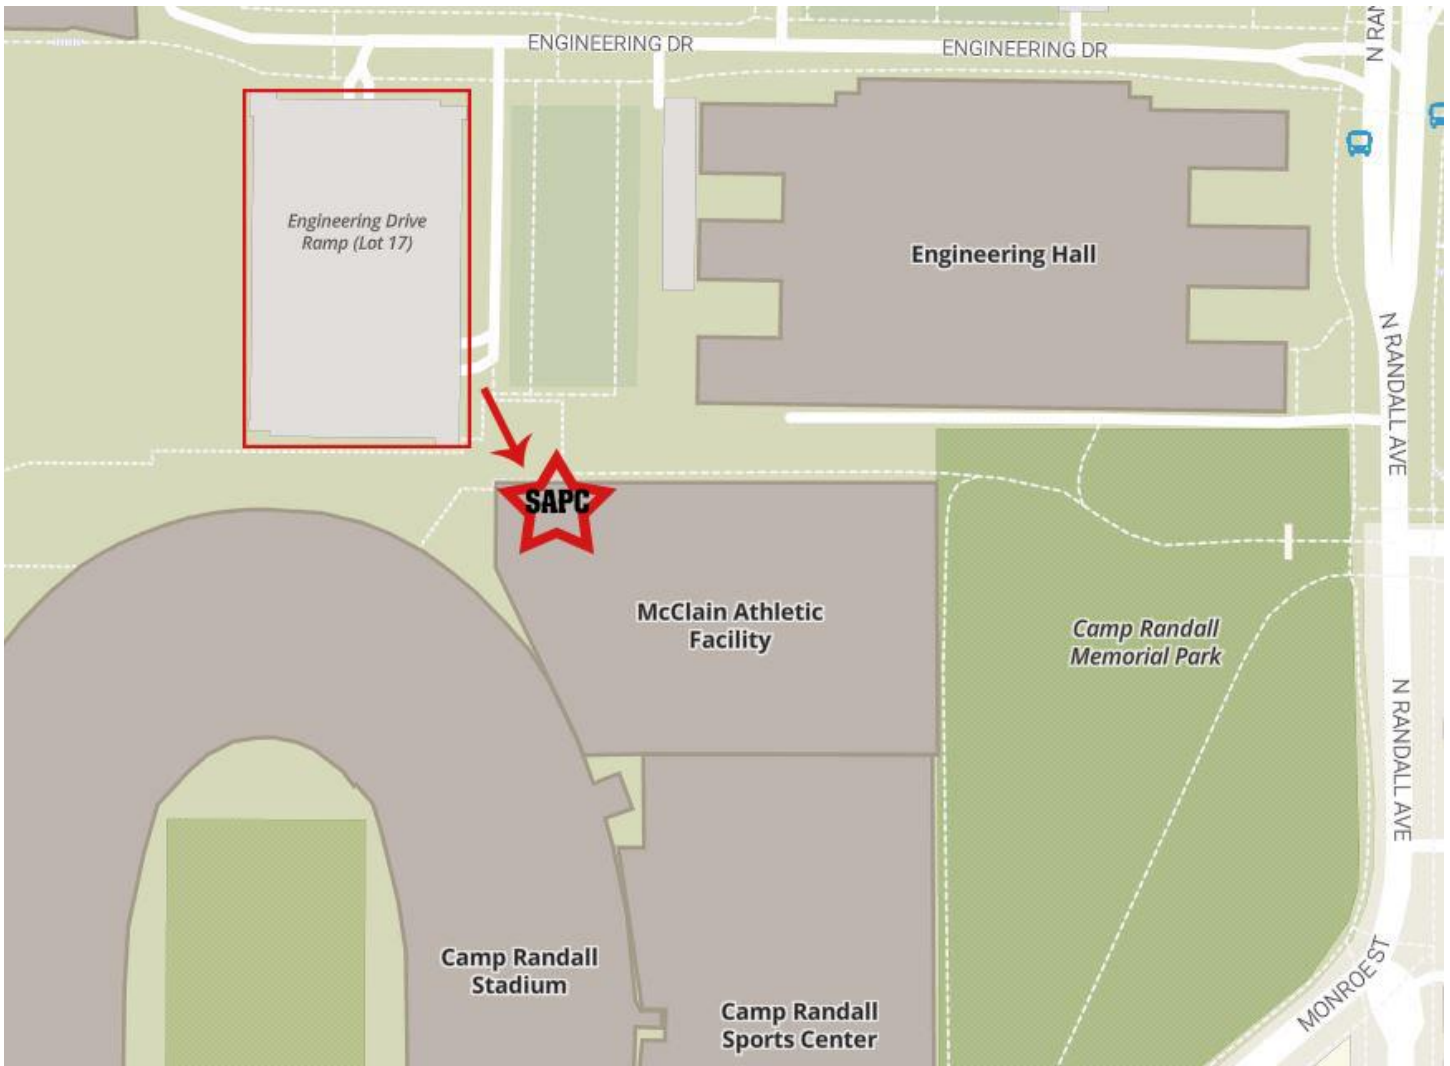 ENGINEERING DR
ENGINEERING DR
N RAN
Engineering Drive
Ramp (Lot 17)
Engineering Hall
N RANDALL AVE
SAPC
McClain Athletic
Facility
Camp Randall
Memorial Park
N RANDALL AVE
Camp Randall
Stadium
Camp Randall
Sports Center
MONROE ST